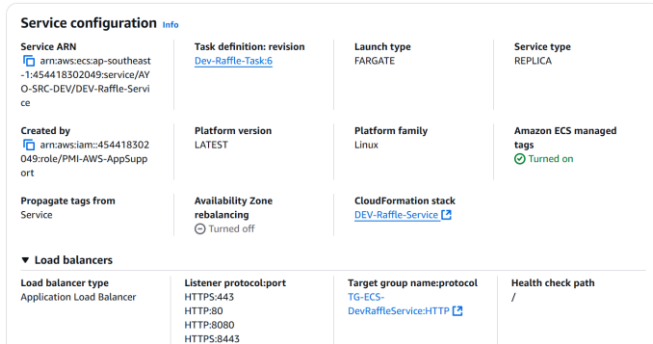 Service configuration Info
Service ARN
arn:aws:ecs:ap-southeast
-1:454418302049:service/AY
O-SRC-DEV/DEV-Raffle-Servi
ce
Task definition: revision
Dev-Raffle-Task:6
Launch type
FARGATE
Service type
REPLICA
Created by
arn:aws:iam::454418302
049:role/PMI-AWS-AppSupp
ort
Platform version
LATEST
Platform family
Linux
Amazon ECS managed
tags
Turned on
Propagate tags from
Service
Availability Zone
rebalancing
Turned off
CloudFormation stack
DEV-Raffle-Service
Load balancers
Load balancer type
Application Load Balancer
Listener protocol:port
HTTPS:443
HTTP:80
HTTP:8080
HTTPS:8443
Target group name:protocol
TG-ECS-
DevRaffleService:HTTP
Health check path
/